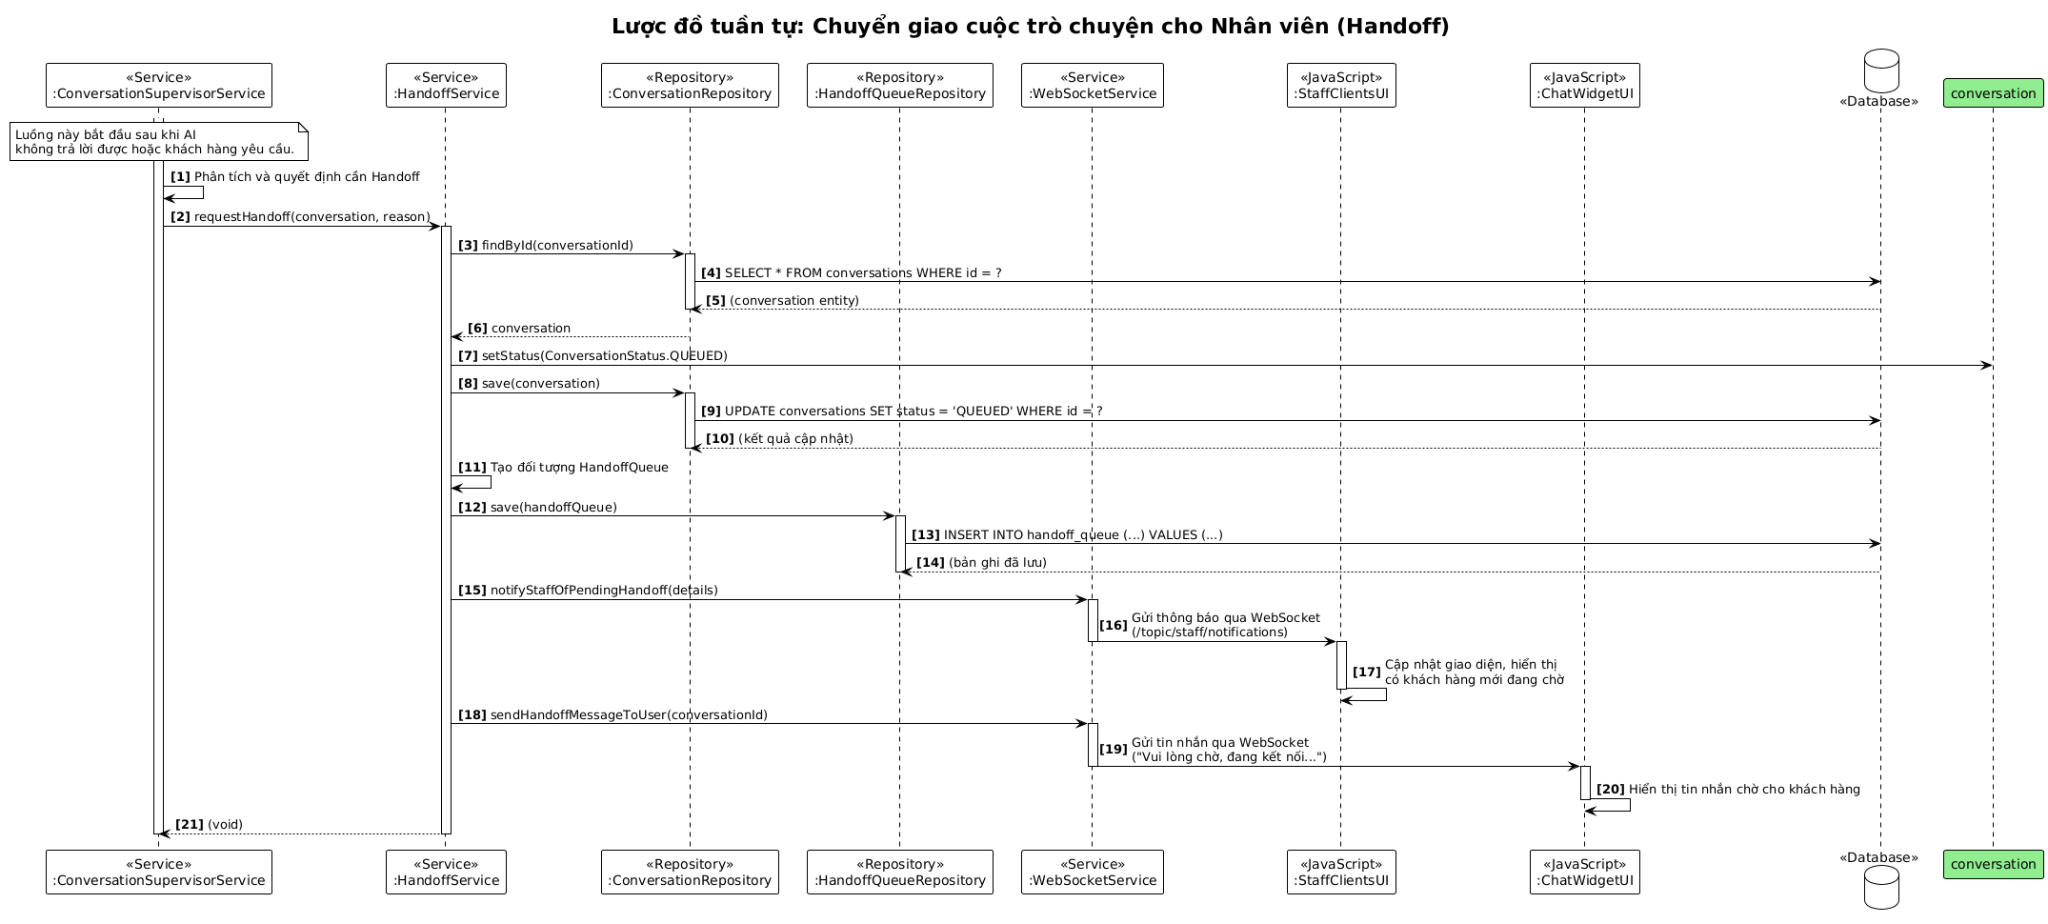 Lược đồ tuần tự: Chuyển giao cuộc trò chuyện cho Nhân viên (Handoff)
«Service»
:ConversationSupervisorService
«Service»
:HandoffService
«Repository»
:ConversationRepository
«Repository»
:HandoffQueueRepository
«Service»
:WebSocketService
«JavaScript»
:StaffClientsUI
«JavaScript»
:ChatWidgetUI
«Database»
conversation
Luồng này bắt đầu sau khi AI
không trả lời được hoặc khách hàng yêu cầu.
[1] Phân tích và quyết định cần Handoff
[2] requestHandoff(conversation, reason)
[3] findById(conversationId)
[4] SELECT * FROM conversations WHERE id = ?
[5] (conversation entity)
[6] conversation
[7] setStatus(ConversationStatus.QUEUED)
[8] save(conversation)
[9] UPDATE conversations SET status = 'QUEUED' WHERE id = ?
[10] (kết quả cập nhật)
[11] Tạo đối tượng HandoffQueue
[12] save(handoffQueue)
[13] INSERT INTO handoff_queue (...) VALUES (...)
[14] (bản ghi đã lưu)
[15] notifyStaffOfPendingHandoff(details)
[16] Gửi thông báo qua WebSocket
(/topic/staff/notifications)
[17] Cập nhật giao diện, hiển thị
có khách hàng mới đang chờ
[18] sendHandoffMessageToUser(conversationId)
[19] Gửi tin nhắn qua WebSocket
("Vui lòng chờ, đang kết nối...")
[20] Hiển thị tin nhắn chờ cho khách hàng
[21] (void)
«Service»
:ConversationSupervisorService
«Service»
:HandoffService
«Repository»
:ConversationRepository
«Repository»
:HandoffQueueRepository
«Service»
:WebSocketService
«JavaScript»
:StaffClientsUI
«JavaScript»
:ChatWidgetUI
«Database»
conversation